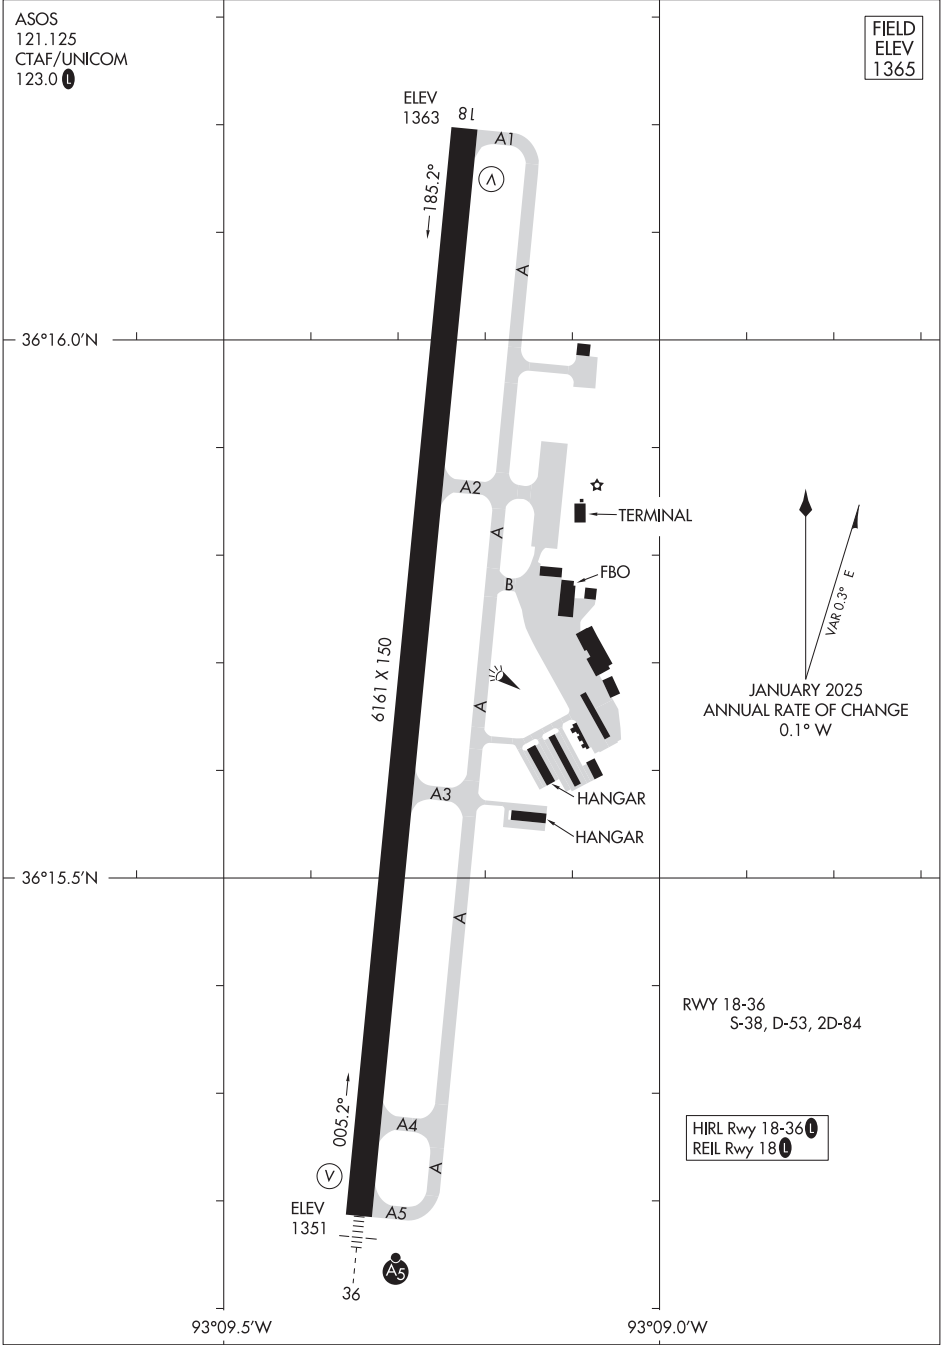 ASOS
121.125
CTAF/UNICOM
123.0 L
FIELD
ELEV
1365
ELEV
1363
18
A1
V
185.2°
A
36°16.0'N
A2
TERMINAL
A
FBO
B
VAR 0.3° E
6161 X 150
A
JANUARY 2025
ANNUAL RATE OF CHANGE
0.1° W
A3
HANGAR
HANGAR
36°15.5'N
A
RWY 18-36
S-38, D-53, 2D-84
005.2°
A4
HIRL Rwy 18-36 L
REIL Rwy 18 L
V
A
ELEV
1351
A5
A5
36
93°09.5'W
93°09.0'W